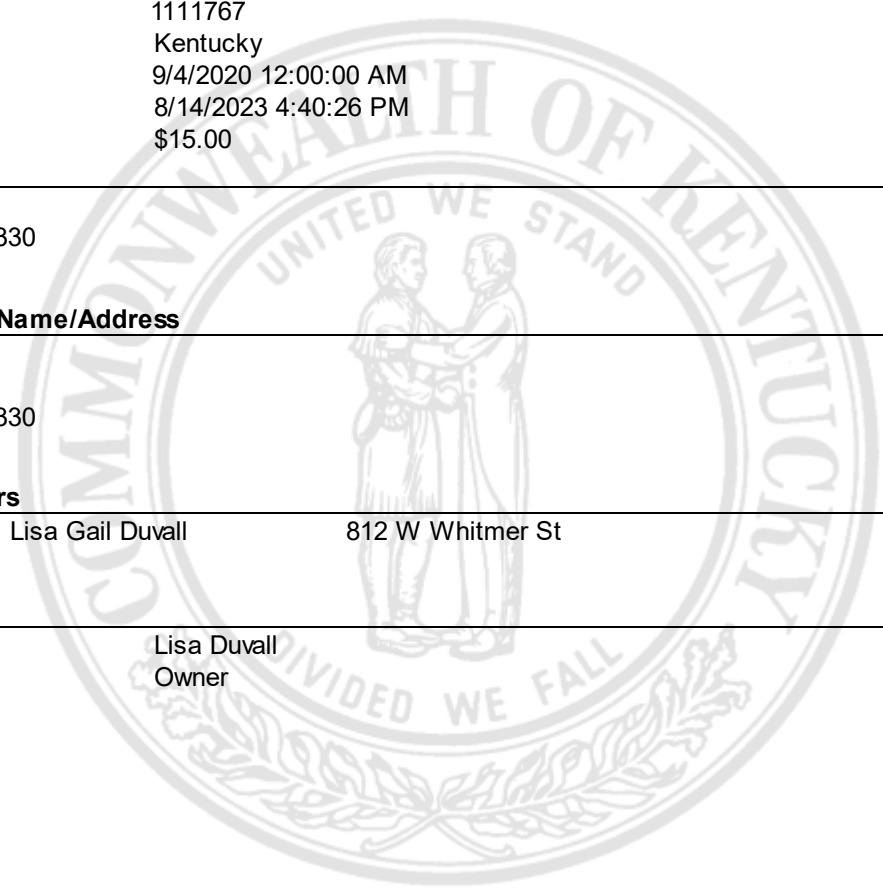 1111767
Kentucky
9/4/2020 12:00:00 AM
8/14/2023 4:40:26 PM
$15.00
330
Name/Address
330
rs
Lisa Gail Duvall 812 W Whitmer St
Lisa Duvall
Owner
COMMONWEALTH OF KENTUCKY
UNITED WE STAND
DIVIDED WE FALL